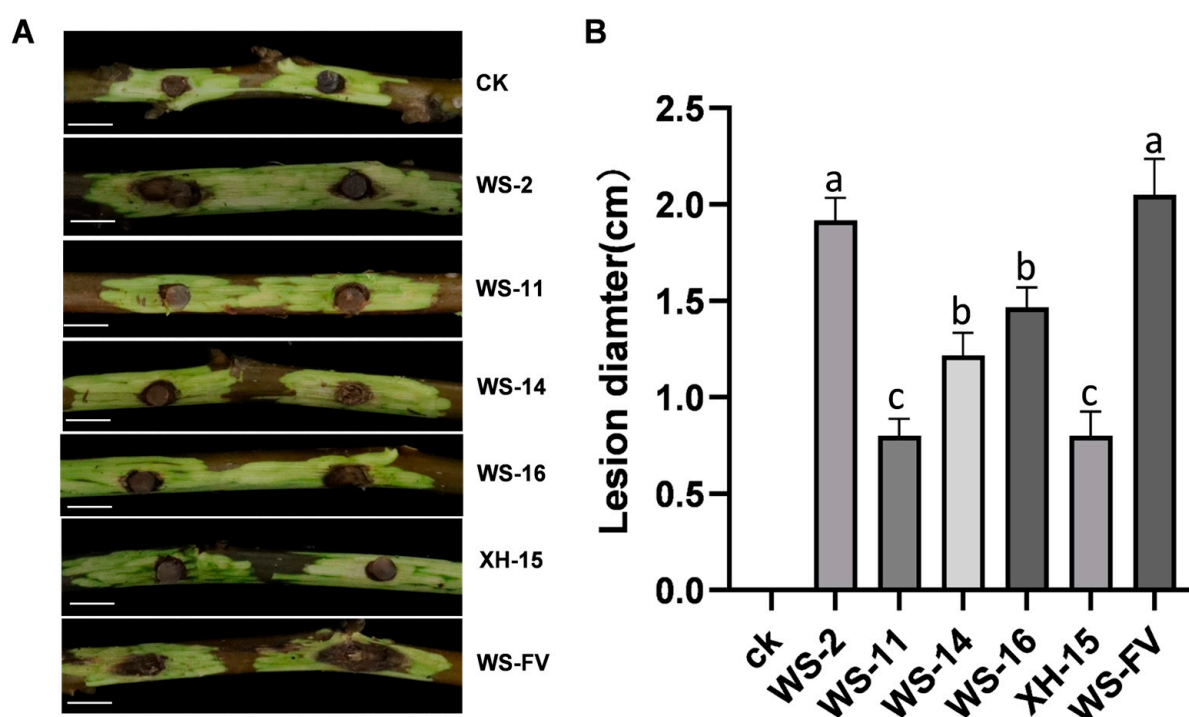 A
CK
WS-2
WS-11
WS-14
WS-16
XH-15
WS-FV
B
Lesion diamter(cm）
2.5
2.0
1.5
1.0
0.5
0.0
a
c
b
b
c
a
ck
WS-2
WS-11
WS-14
WS-16
XH-15
WS-FV